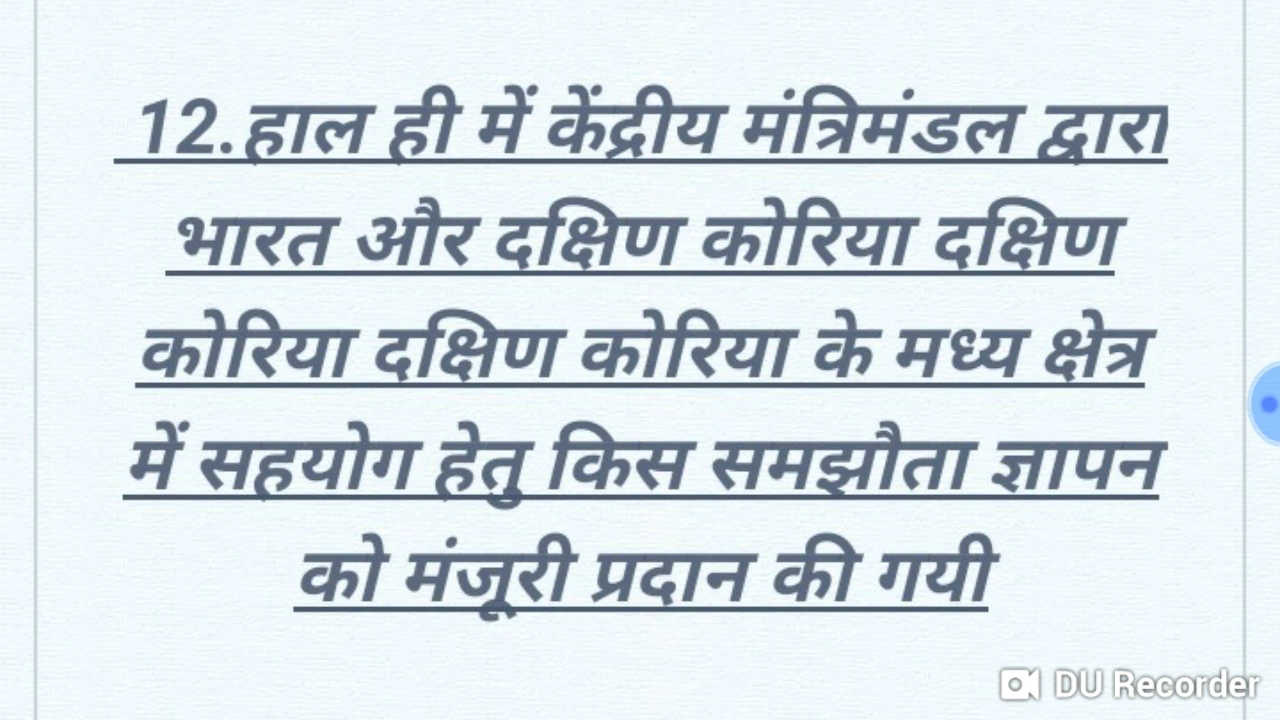 12.हाल ही में केंद्रीय मंत्रिमंडल द्वारा
भारत और दक्षिण कोरिया दक्षिण
कोरिया दक्षिण कोरिया के मध्य क्षेत्र
में सहयोग हेतु किस समझौता ज्ञापन
को मंजूरी प्रदान की गयी
DU Recorder